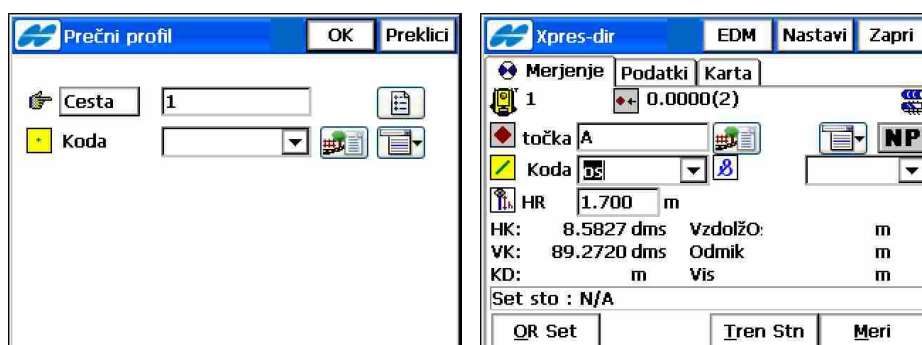 Prečni profil OK Preklici
Cesta 1
Koda
Xpres-dir EDM Nastavi Zapri
Merjenje Podatki Karta
1 0.0000(2)
točka A NP
Koda os
HR 1.700 m
HK: 8.5827 dms VzdolžO: m
VK: 89.2720 dms Odmik m
KD: m Vis m
Set sto : N/A
OR Set Tren Stn Meri